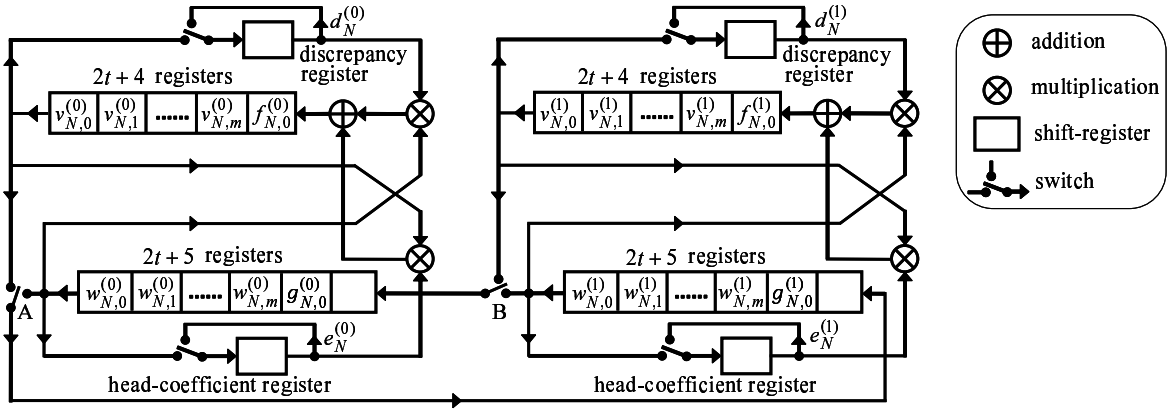 d_N^{(0)}
discrepancy
register
2t + 4 registers
v_{N,0}^{(0)} v_{N,1}^{(0)} ...... v_{N,m}^{(0)} f_{N,0}^{(0)}
2t + 5 registers
A
w_{N,0}^{(0)} w_{N,1}^{(0)} ...... w_{N,m}^{(0)} g_{N,0}^{(0)}
e_N^{(0)}
head-coefficient register
d_N^{(1)}
discrepancy
register
2t + 4 registers
v_{N,0}^{(1)} v_{N,1}^{(1)} ...... v_{N,m}^{(1)} f_{N,0}^{(1)}
2t + 5 registers
B
w_{N,0}^{(1)} w_{N,1}^{(1)} ...... w_{N,m}^{(1)} g_{N,0}^{(1)}
e_N^{(1)}
head-coefficient register
addition
multiplication
shift-register
switch